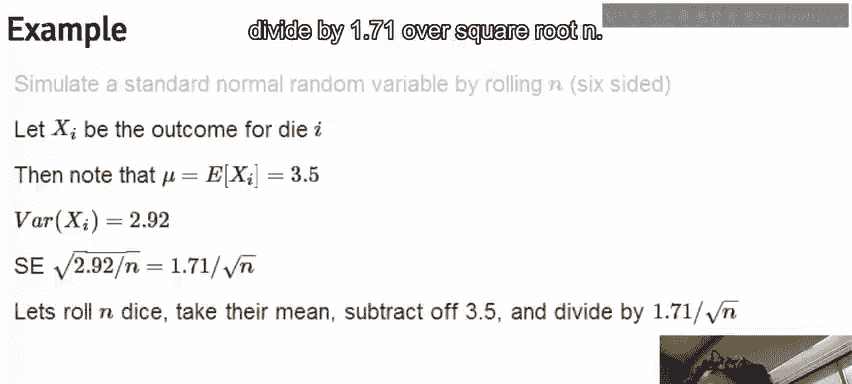 Example
divide by 1.71 over square root n.
Simulate a standard normal random variable by rolling n (six sided)
Let X_i be the outcome for die i
Then note that μ = E[X_i] = 3.5
Var(X_i) = 2.92
SE √2.92/n = 1.71/√n
Lets roll n dice, take their mean, subtract off 3.5, and divide by 1.71/√n